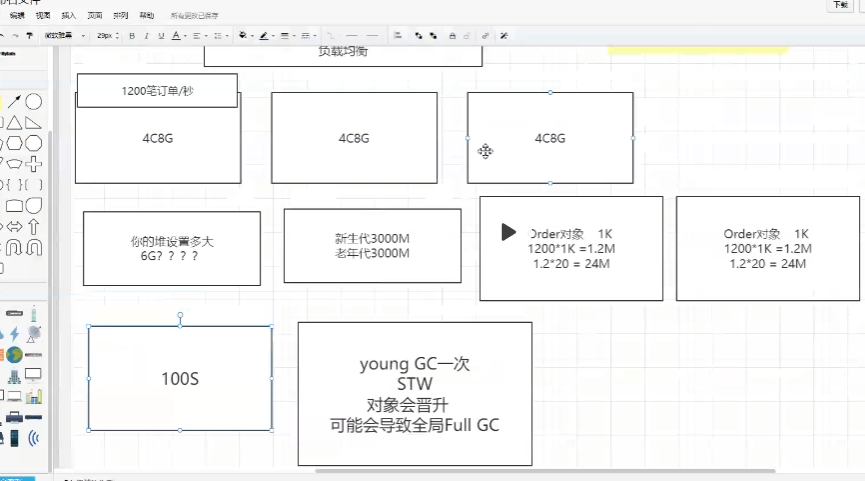 编辑 视图 插入 页面 排列 帮助 所有更改已保存
下载
微软雅黑 29px B I U A
负载均衡
1200笔订单/秒
4C8G
4C8G
4C8G
你的堆设置多大
6G? ? ? ?
新生代3000M
老年代3000M
Order对象 1K
1200*1K =1.2M
1.2*20 = 24M
Order对象 1K
1200*1K =1.2M
1.2*20 = 24M
100S
young GC一次
STW
对象会晋升
可能会导致全局Full GC